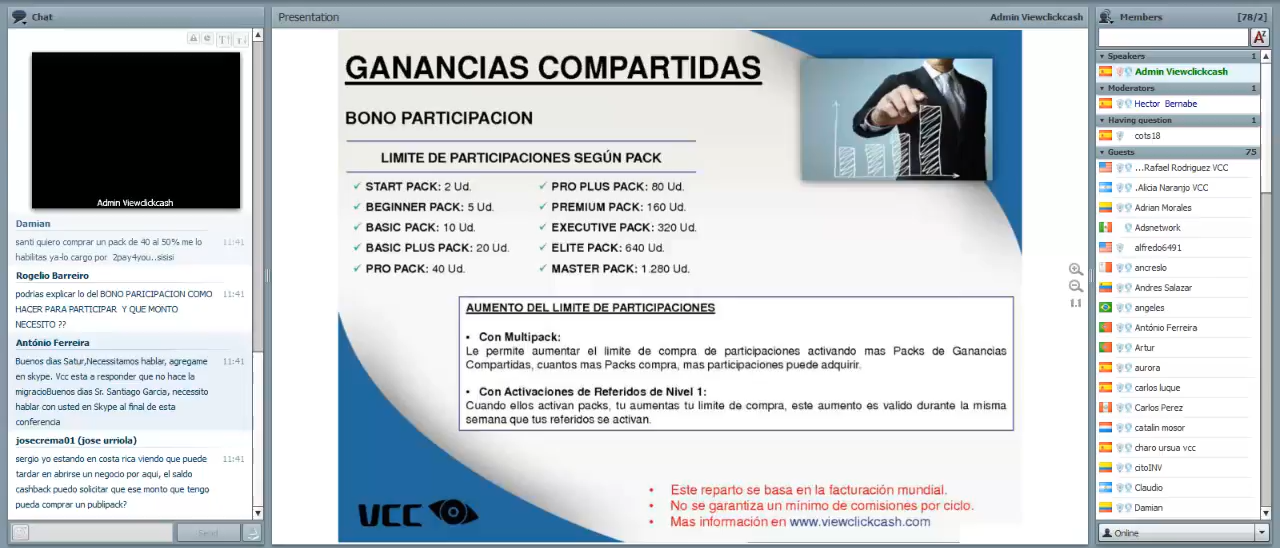 Chat
Admin Viewclickcash
Damian
santi quiero comprar un pack de 40 al 50% me lo 11:41
habilitas ya-lo cargo por 2pay4you..sisisi
Rogelio Barreiro
podrias explicar lo del BONO PARICIPACION COMO 11:41
HACER PARA PARTICIPAR Y QUE MONTO
NECESITO ??
António Ferreira
Buenos dias Satur,Necessitamos hablar, agregame 11:41
en skype. Vcc esta a responder que no hace la
migracioBuenos dias Sr. Santiago Garcia, necessito
hablar con usted en Skype al final de esta
conferencia
josecrema01 (jose urriola)
sergio yo estando en costa rica viendo que puede 11:41
tardar en abrirse un negocio por aqui, el saldo
cashback puedo solicitar que ese monto que tengo
pueda comprar un publipack?
Send
Presentation
Admin Viewclickcash
GANANCIAS COMPARTIDAS
BONO PARTICIPACION
LIMITE DE PARTICIPACIONES SEGÚN PACK
START PACK: 2 Ud.
BEGINNER PACK: 5 Ud.
BASIC PACK: 10 Ud.
BASIC PLUS PACK: 20 Ud.
PRO PACK: 40 Ud.
PRO PLUS PACK: 80 Ud.
PREMIUM PACK: 160 Ud.
EXECUTIVE PACK: 320 Ud.
ELITE PACK: 640 Ud.
MASTER PACK: 1.280 Ud.
AUMENTO DEL LIMITE DE PARTICIPACIONES
• Con Multipack:
Le permite aumentar el limite de compra de participaciones activando mas Packs de Ganancias
Compartidas, cuantos mas Packs compra, mas participaciones puede adquirir.
• Con Activaciones de Referidos de Nivel 1:
Cuando ellos activan packs, tu aumentas tu limite de compra, este aumento es valido durante la misma
semana que tus referidos se activan.
VCC
• Este reparto se basa en la facturación mundial.
• No se garantiza un mínimo de comisiones por ciclo.
• Mas información en www.viewclickcash.com
1:1
Members [78/2]
Speakers 1
Admin Viewclickcash
Moderators 1
Hector Bernabe
Having question 1
cots18
Guests 75
...Rafael Rodriguez VCC
.Alicia Naranjo VCC
Adrian Morales
Adsnetwork
alfredo6491
ancreslo
Andres Salazar
angeles
António Ferreira
Artur
aurora
carlos luque
Carlos Perez
catalin mosor
charo ursua vcc
citoINV
Claudio
Damian
Online